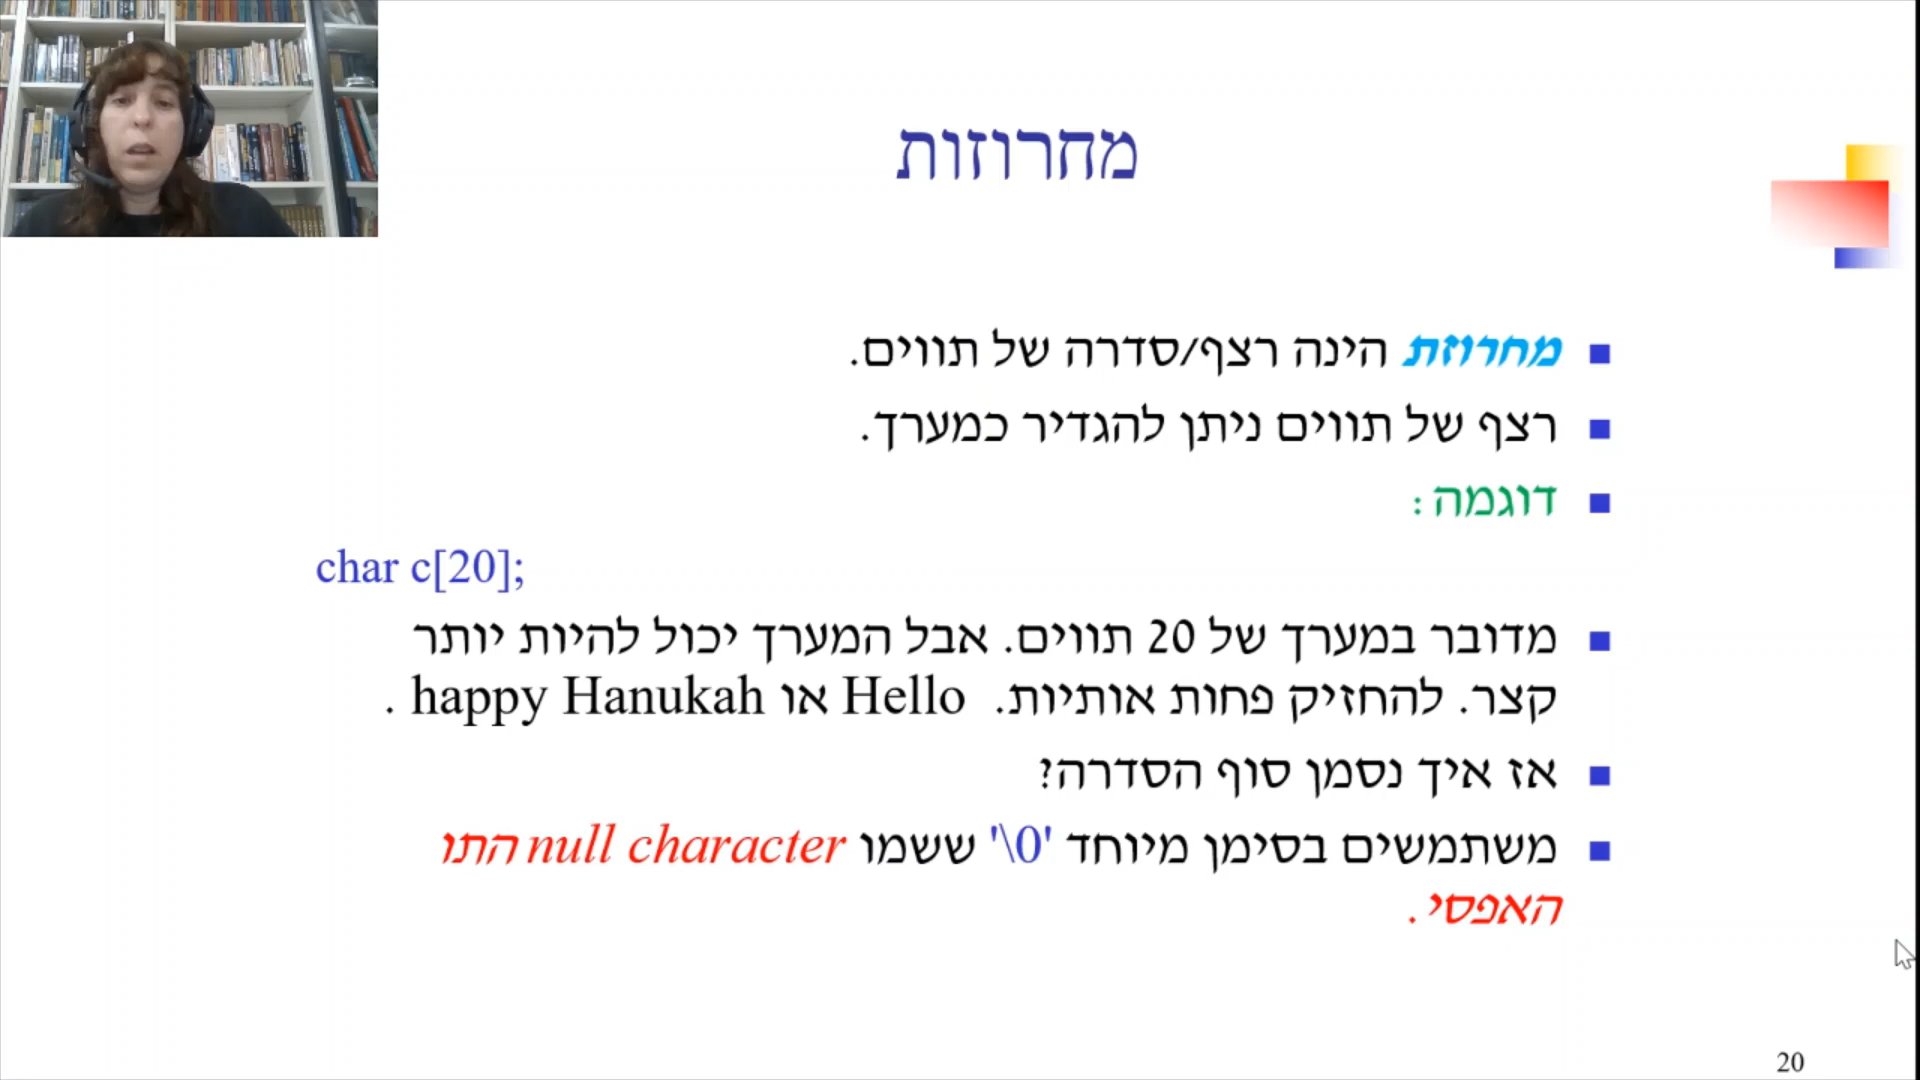 מחרוזות
מחרוזת הינה רצף/סדרה של תווים.
רצף של תווים ניתן להגדיר כמערך.
דוגמה:
char c[20];
מדובר במערך של 20 תווים. אבל המערך יכול להיות יותר
קצר. להחזיק פחות אותיות. Hello או happy Hanukah .
אז איך נסמן סוף הסדרה?
משתמשים בסימן מיוחד '\0' ששמו null character התו
האפסי.
20